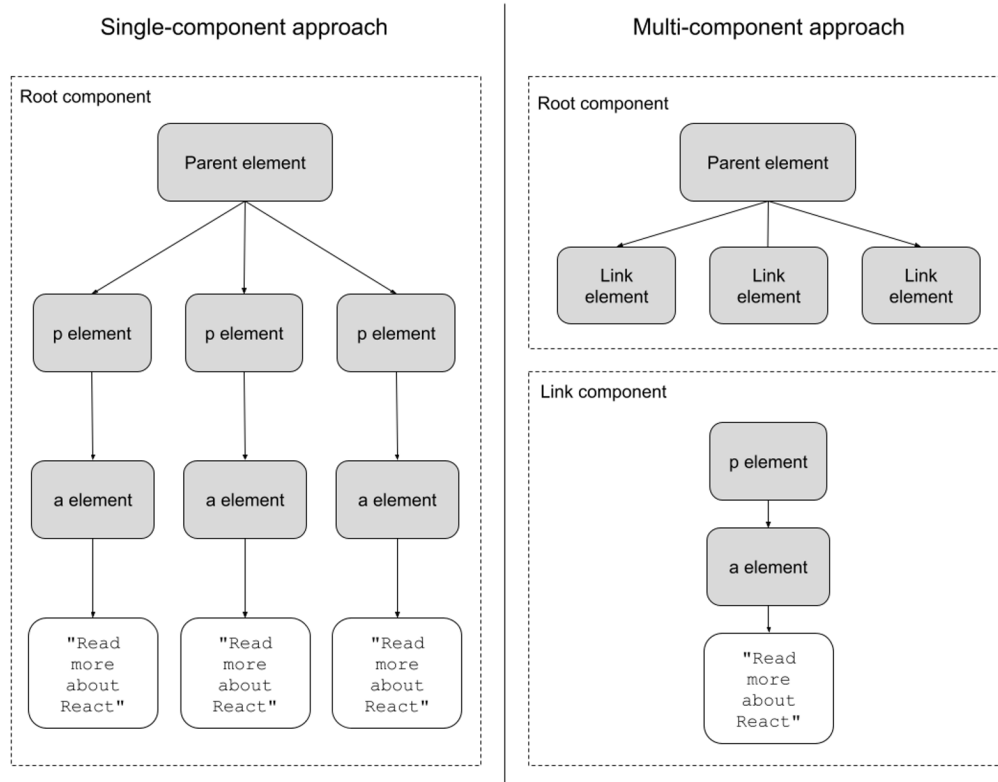 Single-component approach
Root component
Parent element
p element
p element
p element
a element
a element
a element
"Read
more
about
React"
"Read
more
about
React"
"Read
more
about
React"
Multi-component approach
Root component
Parent element
Link
element
Link
element
Link
element
Link component
p element
a element
"Read
more
about
React"